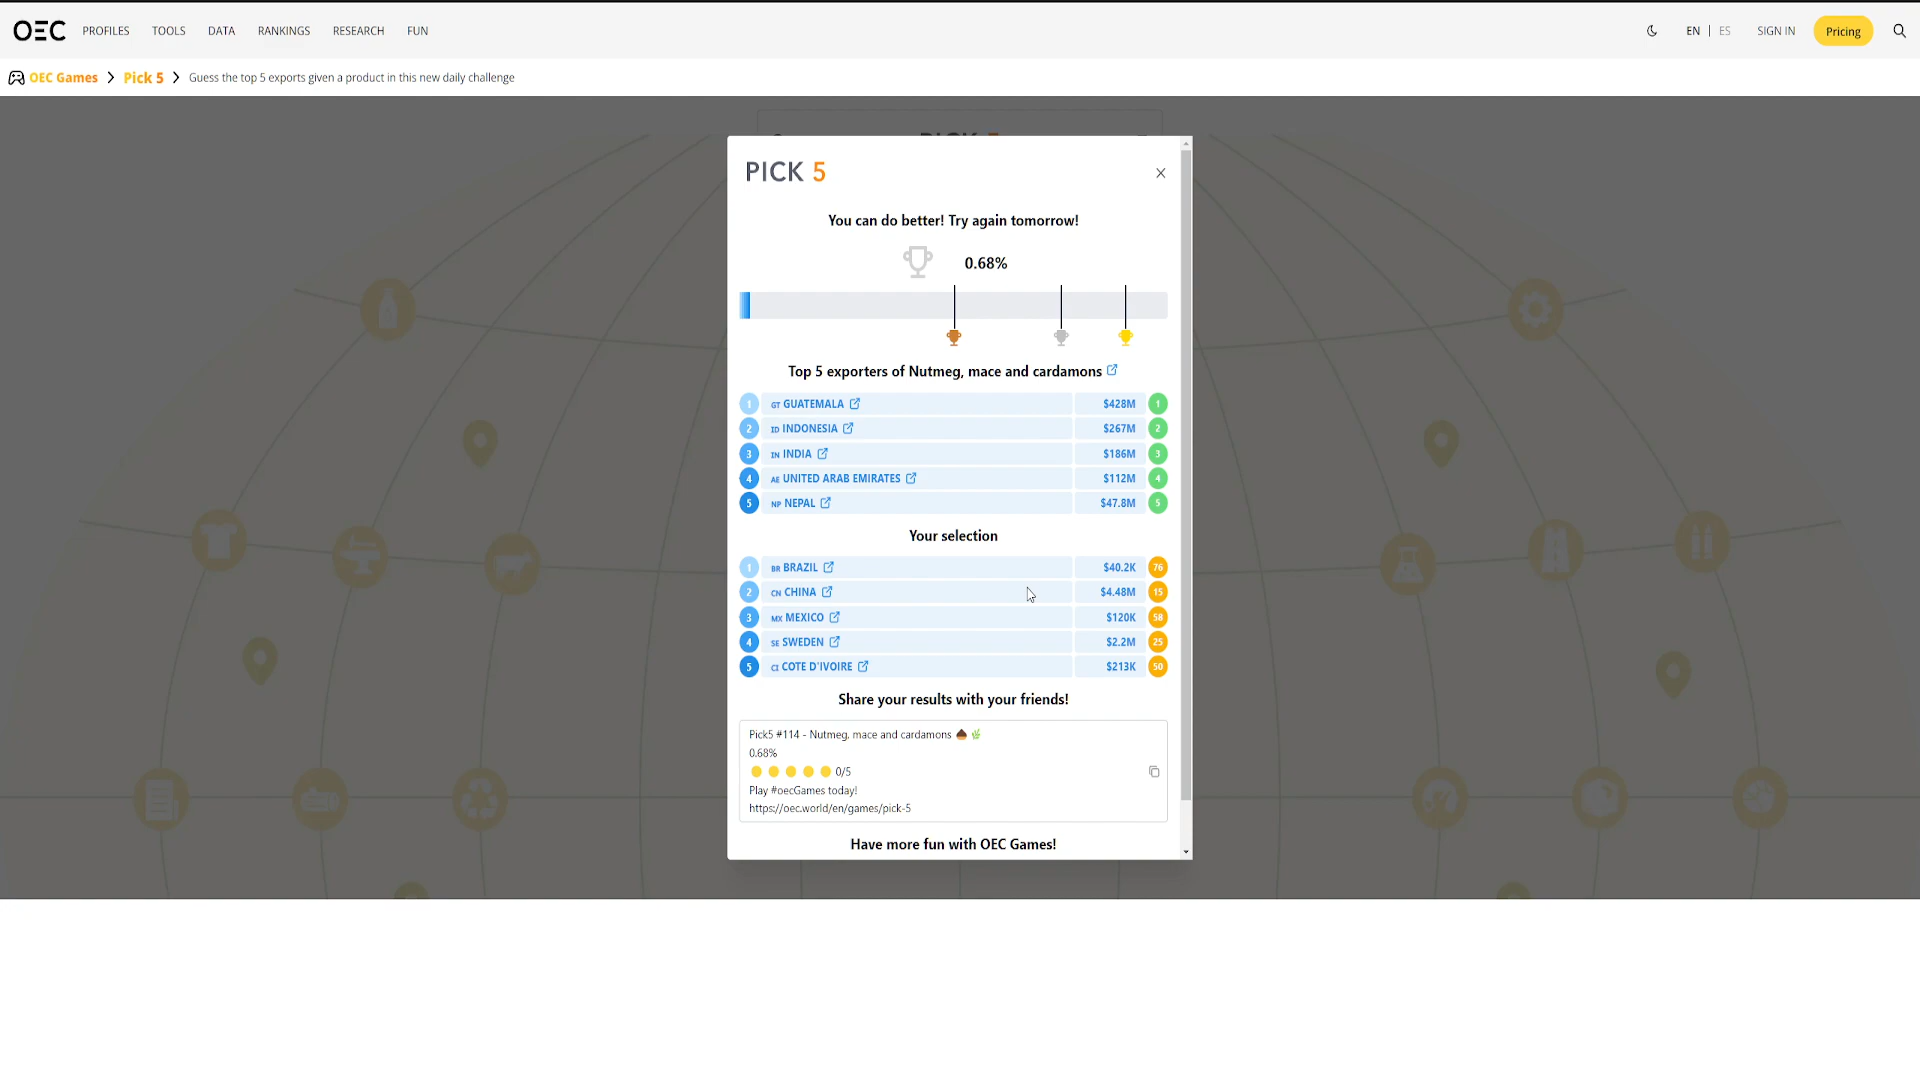 OEC PROFILES TOOLS DATA RANKINGS RESEARCH FUN EN | ES SIGN IN Pricing
OEC Games > Pick 5 > Guess the top 5 exports given a product in this new daily challenge
PICK 5
You can do better! Try again tomorrow!
0.68%
Top 5 exporters of Nutmeg, mace and cardamons
1 GT GUATEMALA $428M 1
2 ID INDONESIA $267M 2
3 IN INDIA $186M 3
4 AE UNITED ARAB EMIRATES $112M 4
5 NP NEPAL $47.8M 5
Your selection
1 BR BRAZIL $40.2K 76
2 CN CHINA $4.48M 15
3 MX MEXICO $120K 58
4 SE SWEDEN $2.2M 25
5 CI COTE D'IVOIRE $213K 50
Share your results with your friends!
Pick5 #114 - Nutmeg, mace and cardamons
0.68%
0/5
Play #oecGames today!
https://oec.world/en/games/pick-5
Have more fun with OEC Games!